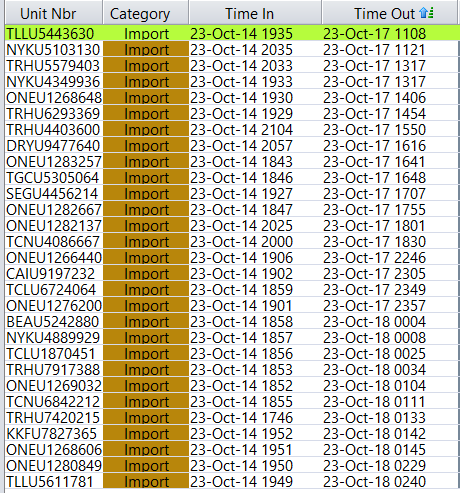 Unit Nbr Category Time In Time Out
TLLU5443630 Import 23-Oct-14 1935 23-Oct-17 1108
NYKU5103130 Import 23-Oct-14 2035 23-Oct-17 1121
TRHU5579403 Import 23-Oct-14 2033 23-Oct-17 1317
NYKU4349936 Import 23-Oct-14 1933 23-Oct-17 1317
ONEU1268648 Import 23-Oct-14 1930 23-Oct-17 1406
TRHU6293369 Import 23-Oct-14 1929 23-Oct-17 1454
TRHU4403600 Import 23-Oct-14 2104 23-Oct-17 1550
DRYU9477640 Import 23-Oct-14 2057 23-Oct-17 1616
ONEU1283257 Import 23-Oct-14 1843 23-Oct-17 1641
TGCU5305064 Import 23-Oct-14 1846 23-Oct-17 1648
SEGU4456214 Import 23-Oct-14 1927 23-Oct-17 1707
ONEU1282667 Import 23-Oct-14 1847 23-Oct-17 1755
ONEU1282137 Import 23-Oct-14 2025 23-Oct-17 1801
TCNU4086667 Import 23-Oct-14 2000 23-Oct-17 1830
ONEU1266440 Import 23-Oct-14 1906 23-Oct-17 2246
CAIU9197232 Import 23-Oct-14 1902 23-Oct-17 2305
TCLU6724064 Import 23-Oct-14 1859 23-Oct-17 2349
ONEU1276200 Import 23-Oct-14 1901 23-Oct-17 2357
BEAU5242880 Import 23-Oct-14 1858 23-Oct-18 0004
NYKU4889929 Import 23-Oct-14 1857 23-Oct-18 0008
TCLU1870451 Import 23-Oct-14 1856 23-Oct-18 0025
TRHU7917388 Import 23-Oct-14 1853 23-Oct-18 0034
ONEU1269032 Import 23-Oct-14 1852 23-Oct-18 0104
TCNU6842212 Import 23-Oct-14 1855 23-Oct-18 0111
TRHU7420215 Import 23-Oct-14 1746 23-Oct-18 0133
KKFU7827365 Import 23-Oct-14 1952 23-Oct-18 0142
ONEU1268606 Import 23-Oct-14 1951 23-Oct-18 0145
ONEU1280849 Import 23-Oct-14 1950 23-Oct-18 0229
TLLU5611781 Import 23-Oct-14 1949 23-Oct-18 0240